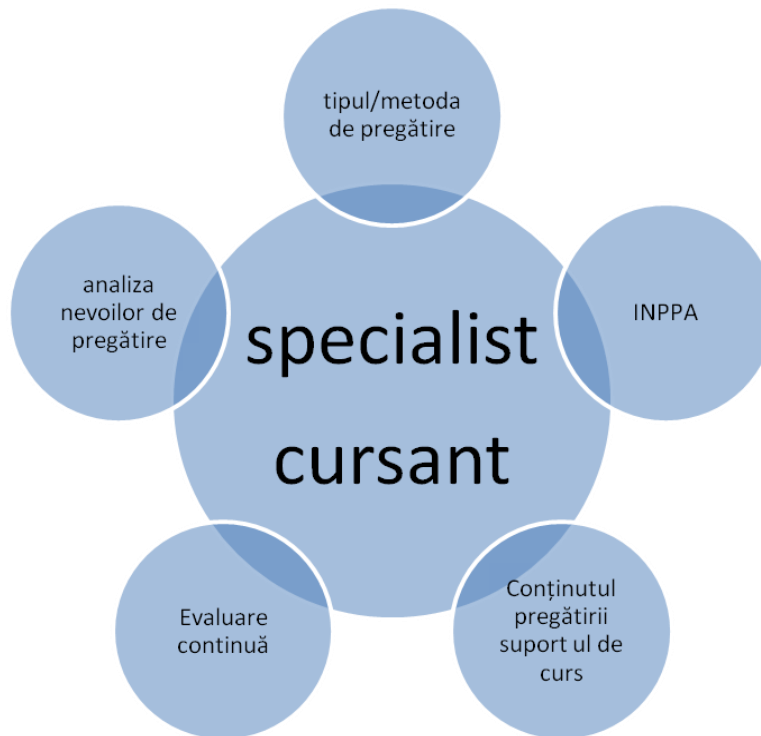 tipul/metoda
de pregătire
analiza
nevoilor de
pregătire
specialist
cursant
INPPA
Evaluare
continuă
Conținutul
pregătirii
suport ul de
curs